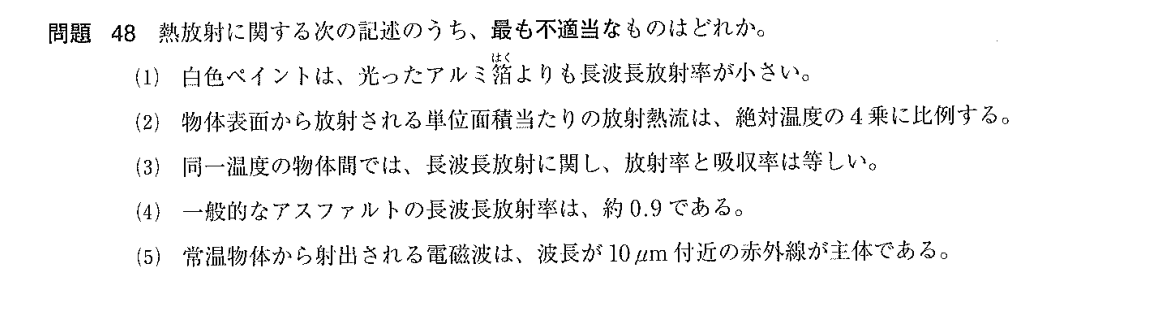 問題 48 熱放射に関する次の記述のうち、最も不適当なものはどれか。
はく
(1) 白色ペイントは、光ったアルミ箔よりも長波長放射率が小さい。
(2) 物体表面から放射される単位面積当たりの放射熱流は、絶対温度の4乗に比例する。
(3) 同一温度の物体間では、長波長放射に関し、放射率と吸収率は等しい。
(4) 一般的なアスファルトの長波長放射率は、約0.9である。
(5) 常温物体から射出される電磁波は、波長が10μm付近の赤外線が主体である。